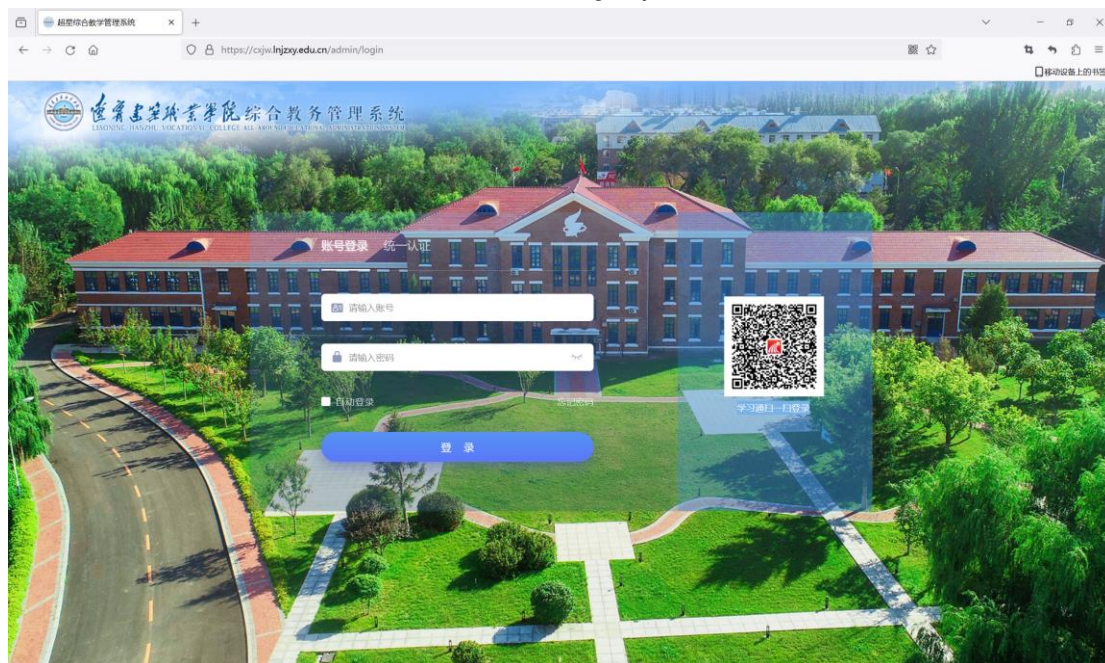 超星综合教学管理系统
https://cxjw.lnjzxy.edu.cn/admin/login
移动设备上的书签
辽宁建筑职业学院综合教务管理系统
账号登录 统一认证
请输入账号
请输入密码
自动登录 忘记密码
登 录
学习通扫一扫登录